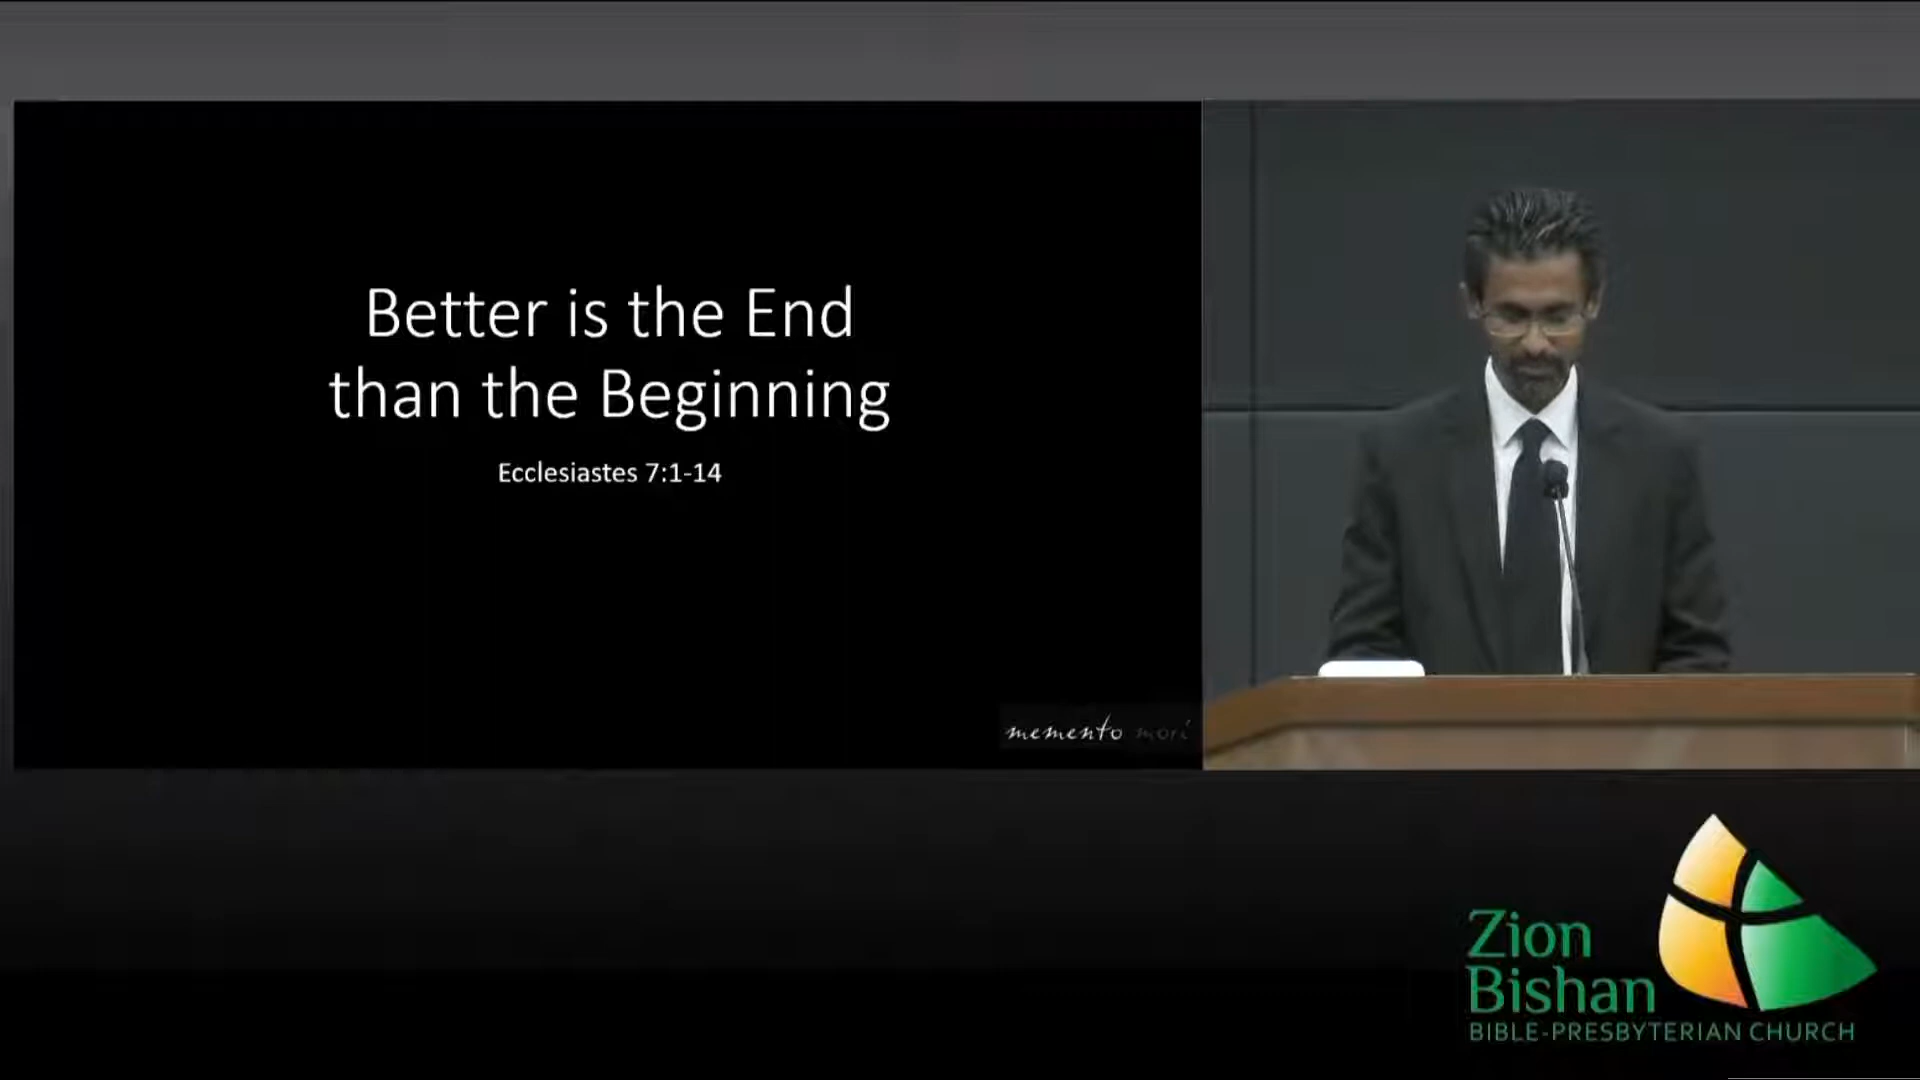 Better is the End
than the Beginning
Ecclesiastes 7:1-14
memento mori
Zion
Bishan
BIBLE-PRESBYTERIAN CHURCH